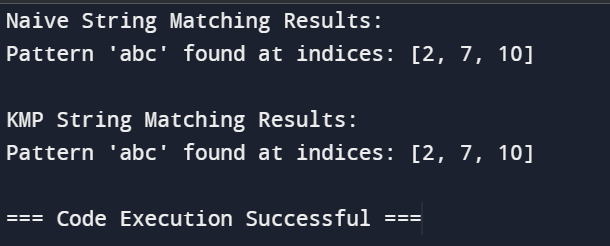 Naive String Matching Results:
Pattern 'abc' found at indices: [2, 7, 10]
KMP String Matching Results:
Pattern 'abc' found at indices: [2, 7, 10]
=== Code Execution Successful ===